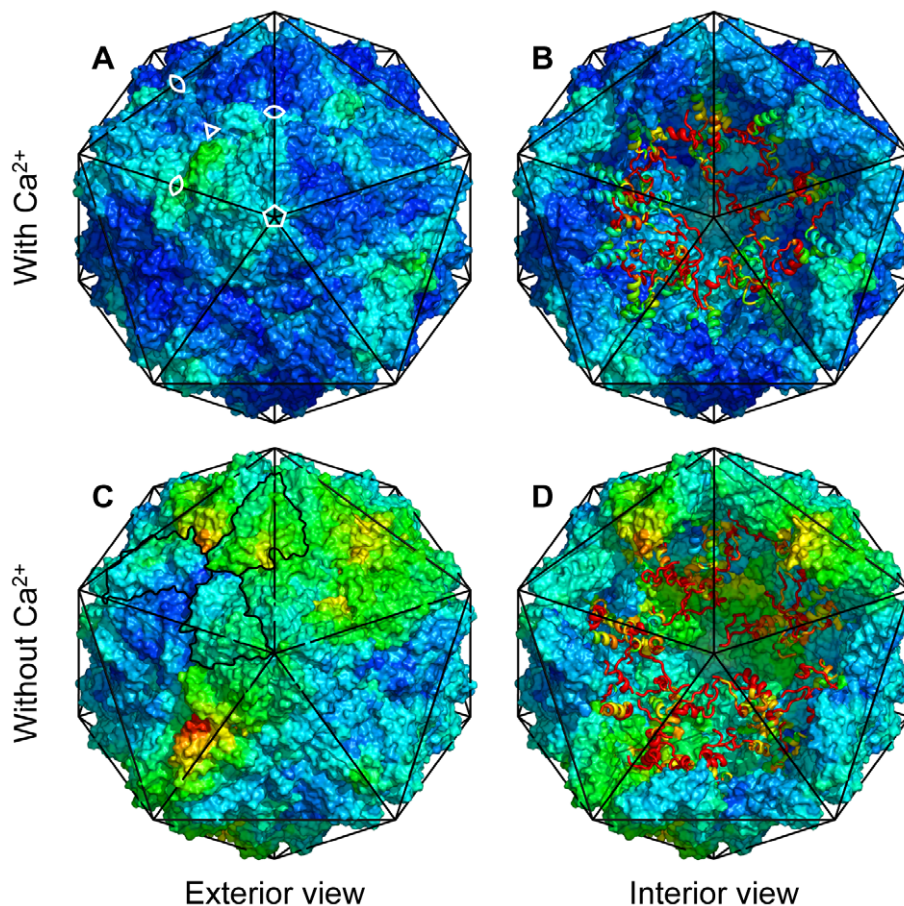 A
B
With Ca²⁺
C
D
Without Ca²⁺
Exterior view
Interior view